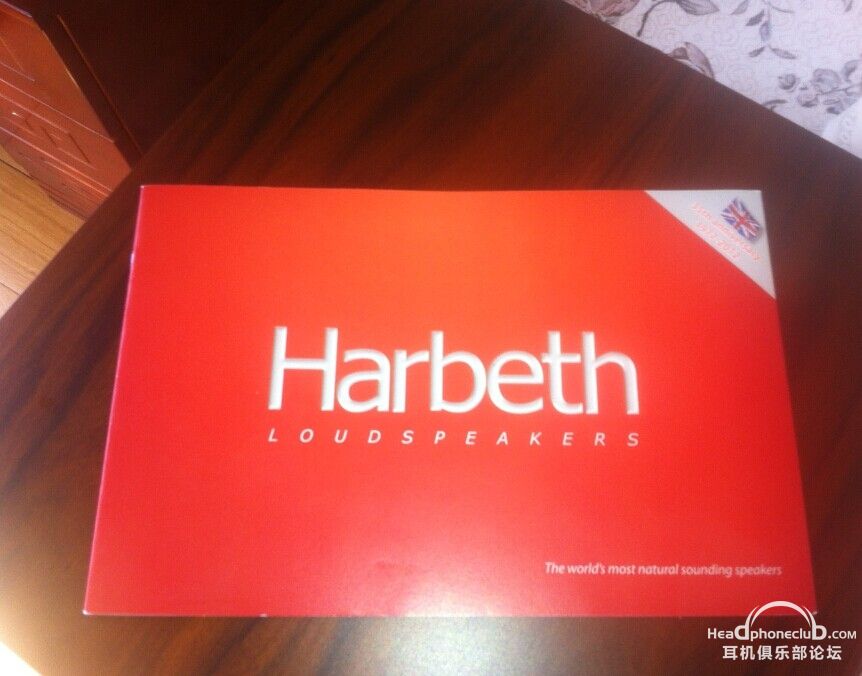 Harbeth
LOUDSPEAKERS
The world's most natural sounding speakers
HeadphoneclUb.com
耳机俱乐部论坛